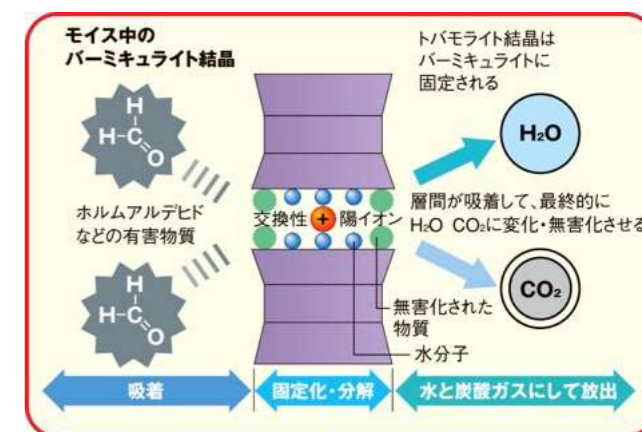 モイス中の
バーミキュライト結晶
トバモライト結晶は
バーミキュライトに
固定される
H
H-C
O
H₂O
ホルムアルデヒド
などの有害物質
交換性 + 陽イオン
層間が吸着して、最終的に
H₂O CO₂に変化・無害化させる
H
H-C
O
CO₂
無害化された
物質
水分子
吸着
固定化・分解
水と炭酸ガスにして放出